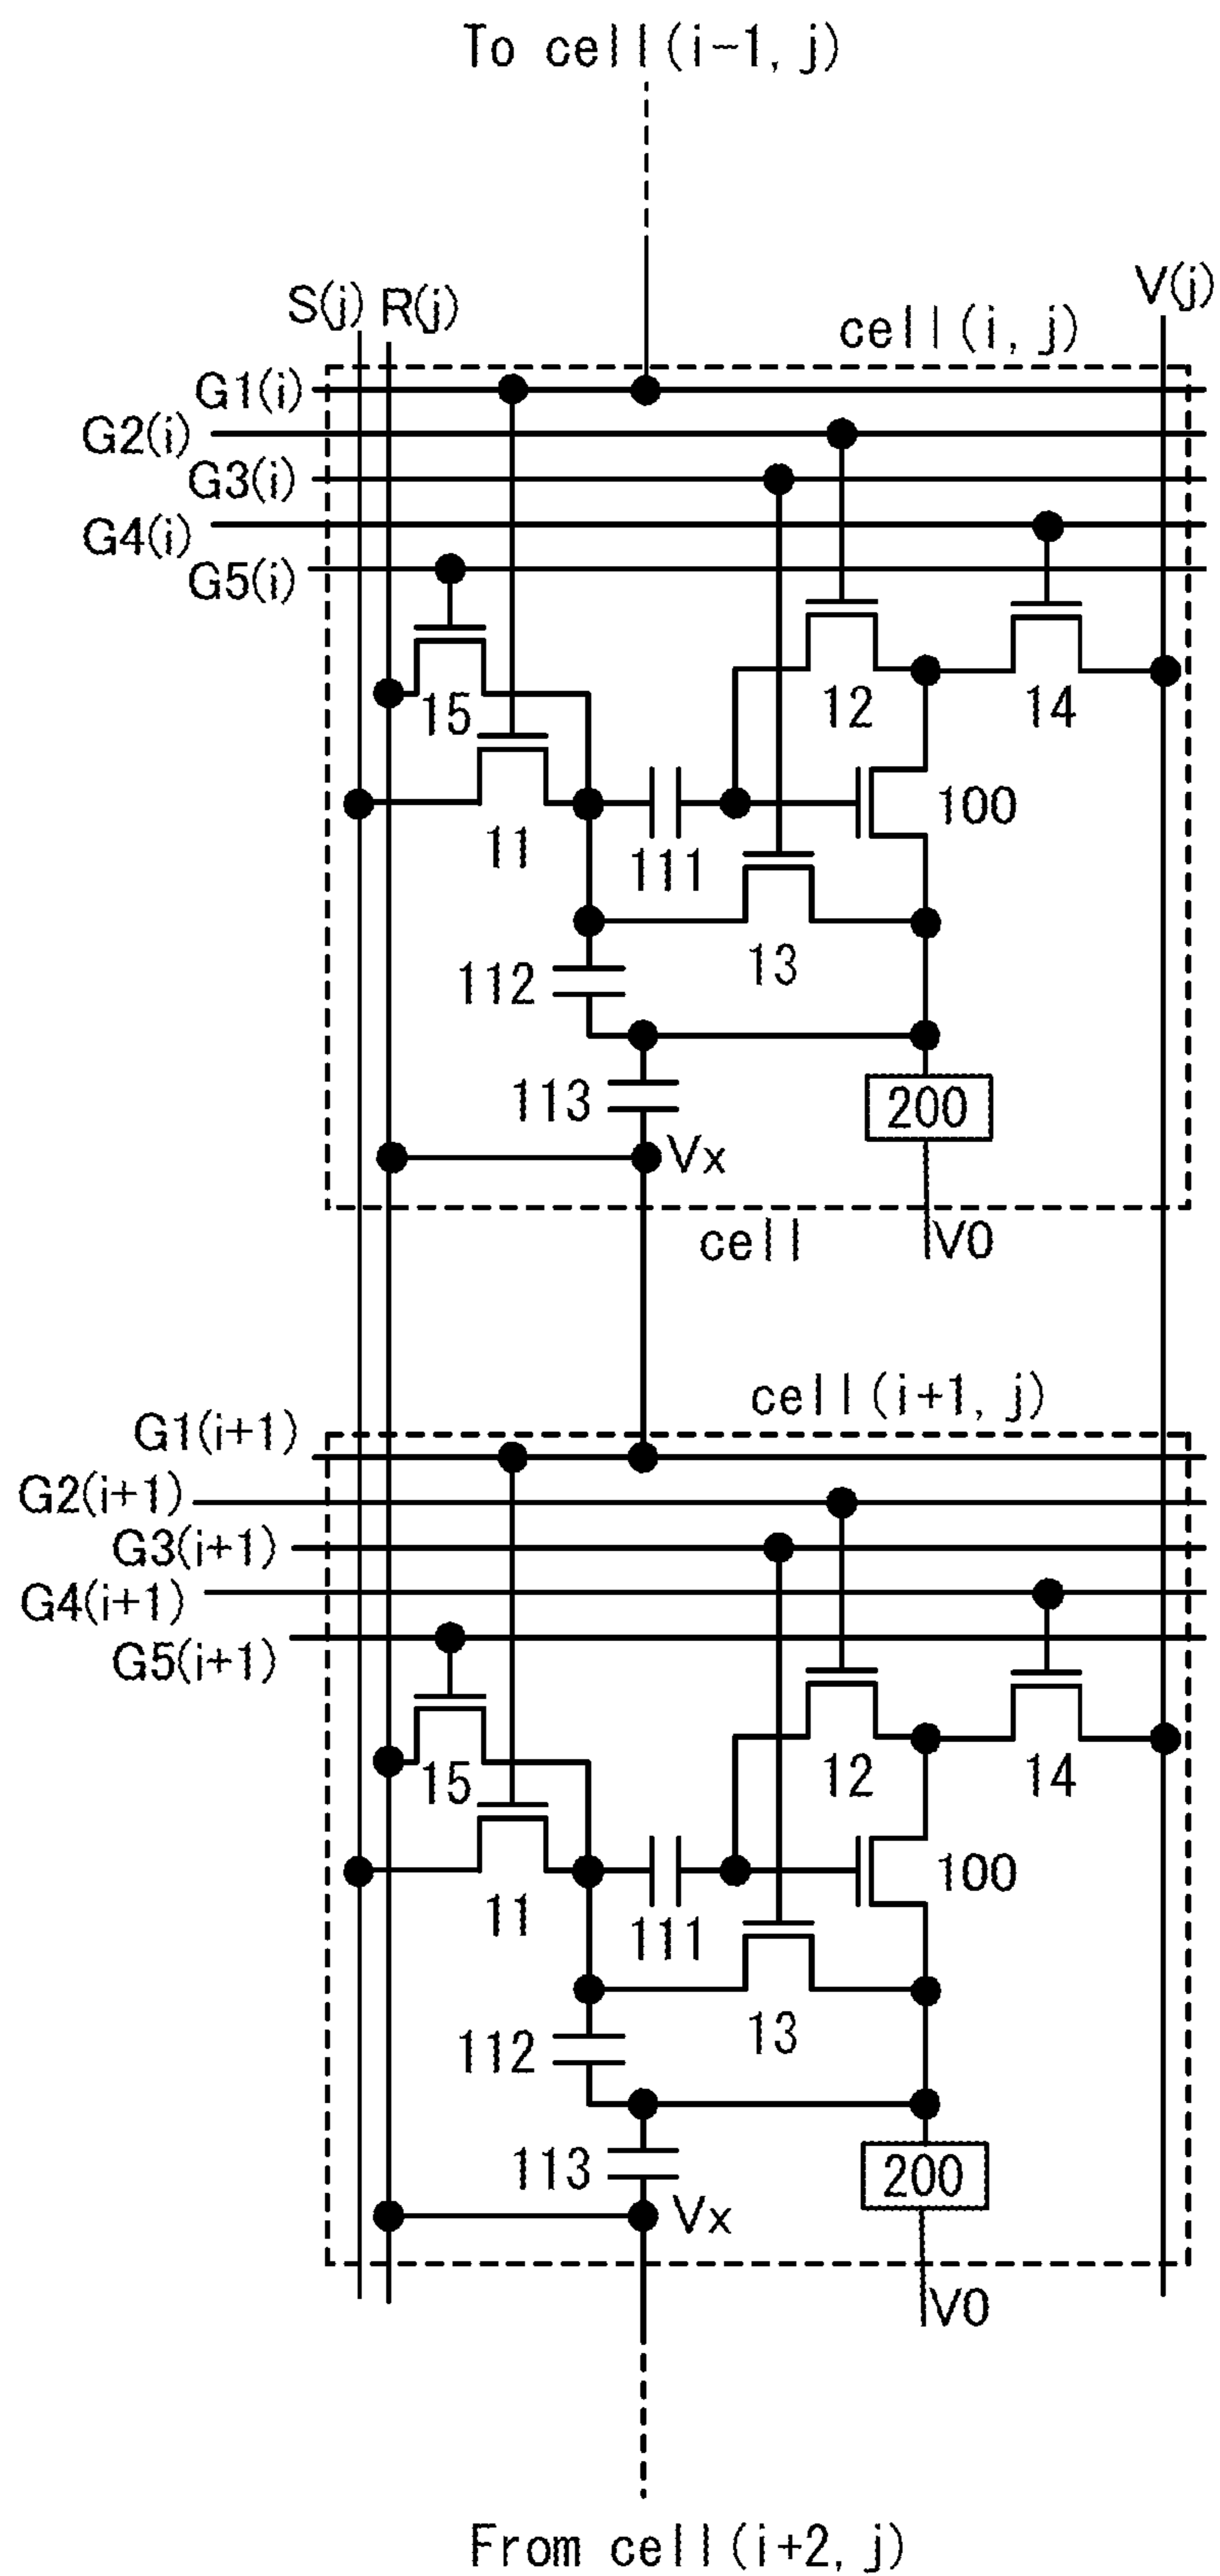 To cell(i-1, j)
S(j) R(j) V(j)
cell(i, j)
G1(i)
G2(i)
G3(i)
G4(i)
G5(i)
15 12 14
11 111 100
112 13
113 200
Vx
cell V0
cell(i+1, j)
G1(i+1)
G2(i+1)
G3(i+1)
G4(i+1)
G5(i+1)
15 12 14
11 111 100
112 13
113 200
Vx
V0
From cell(i+2, j)